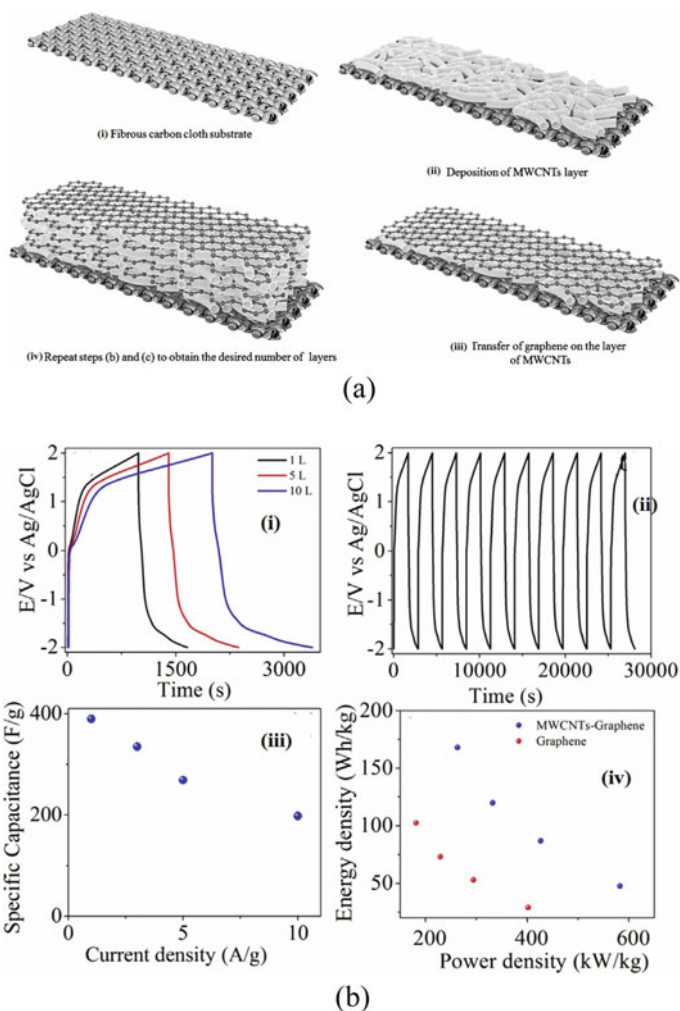 (i) Fibrous carbon cloth substrate
(ii) Deposition of MWCNTs layer
(iv) Repeat steps (b) and (c) to obtain the desired number of layers
(iii) Transfer of graphene on the layer
of MWCNTs
(a)
E/V vs Ag/AgCl
2
1
0
-1
-2
1 L
5 L
10 L
(i)
0
1500
3000
Time (s)
E/V vs Ag/AgCl
2
1
0
-1
-2
(ii)
0
10000
20000
30000
Time (s)
Specific Capacitance (F/g)
400
200
0
(iii)
5
10
Current density (A/g)
Energy density (Wh/kg)
200
150
100
50
MWCNTs-Graphene
Graphene
(iv)
200
400
600
Power density (kW/kg)
(b)